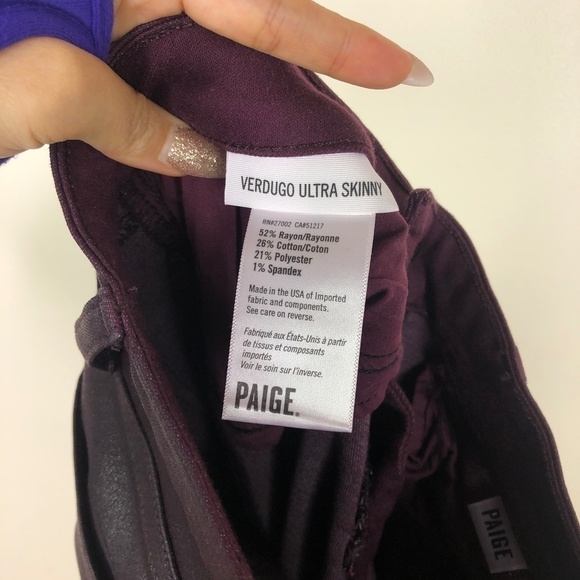 VERDUGO ULTRA SKINNY
RN#27002 CA#51217
52% Rayon/Rayonne
26% Cotton/Coton
21% Polyester
1% Spandex
Made in the USA of Imported
fabric and components.
See care on reverse.
Fabriqué aux États-Unis à partir
de tissus et composants
importés
Voir le soin sur l'inverse.
PAIGE®
PAIGE